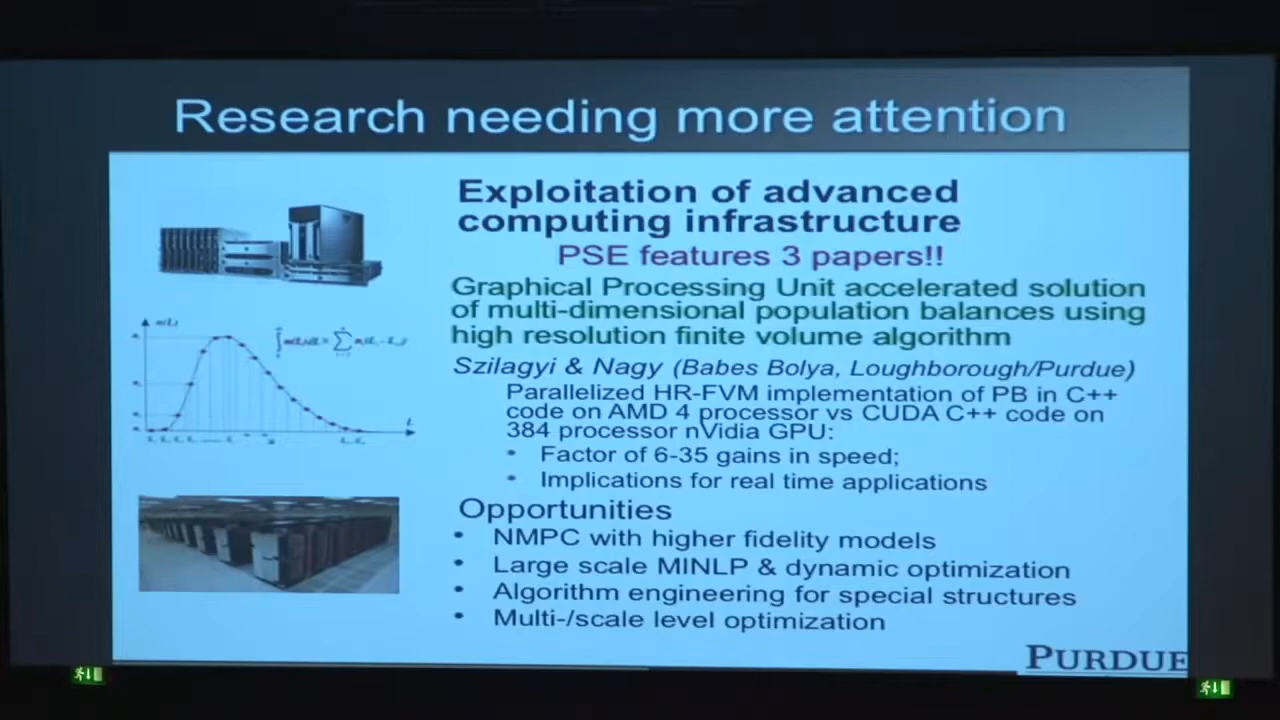 Research needing more attention
Exploitation of advanced
computing infrastructure
PSE features 3 papers!!
Graphical Processing Unit accelerated solution
of multi-dimensional population balances using
high resolution finite volume algorithm
Szilagyi & Nagy (Babes Bolya, Loughborough/Purdue)
Parallelized HR-FVM implementation of PB in C++
code on AMD 4 processor vs CUDA C++ code on
384 processor nVidia GPU:
• Factor of 6-35 gains in speed;
• Implications for real time applications
Opportunities
• NMPC with higher fidelity models
• Large scale MINLP & dynamic optimization
• Algorithm engineering for special structures
• Multi-/scale level optimization
PURDUE